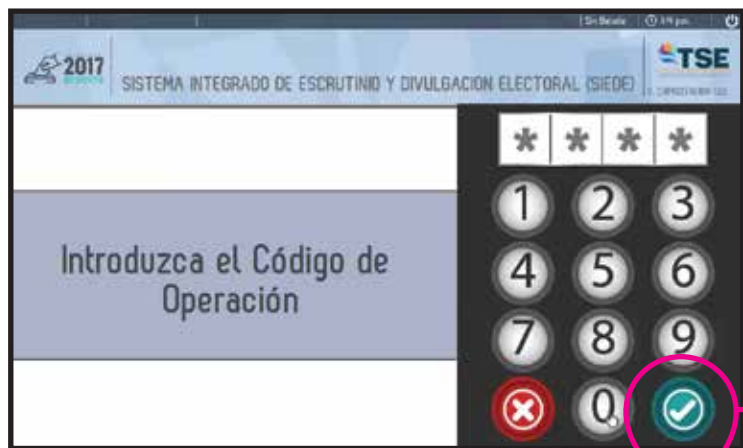 2017
SISTEMA INTEGRADO DE ESCRUTINIO Y DIVULGACION ELECTORAL (SIEDE)
TSE
* * * *
1 2 3
4 5 6
7 8 9
0
Introduzca el Código de
Operación